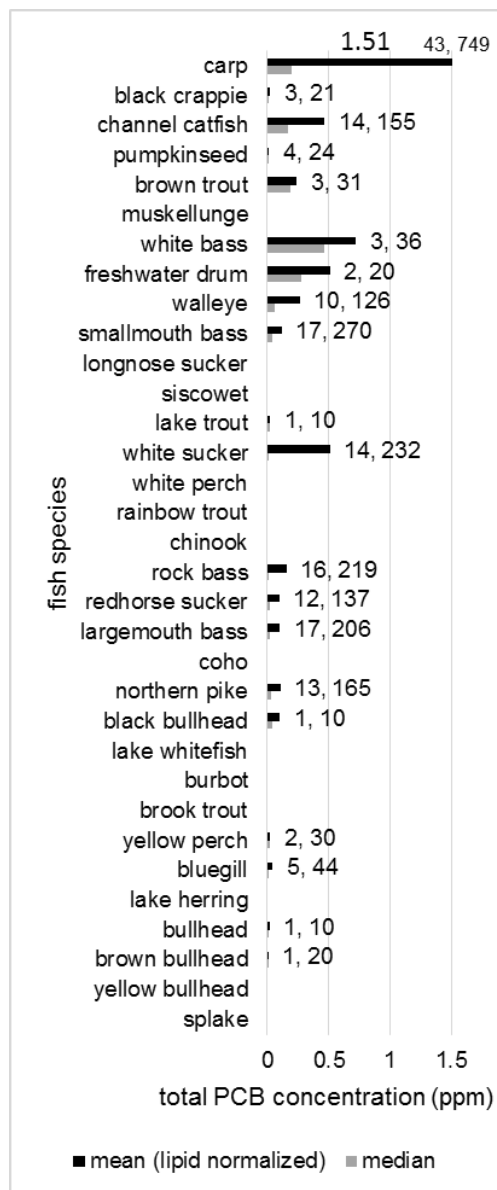 1.51 43, 749
carp
black crappie 3, 21
channel catfish 14, 155
pumpkinseed 4, 24
brown trout 3, 31
muskellunge
white bass 3, 36
freshwater drum 2, 20
walleye 10, 126
smallmouth bass 17, 270
longnose sucker
siscowet
lake trout 1, 10
white sucker 14, 232
white perch
rainbow trout
chinook
rock bass 16, 219
redhorse sucker 12, 137
largemouth bass 17, 206
coho
northern pike 13, 165
black bullhead 1, 10
lake whitefish
burbot
brook trout
yellow perch 2, 30
bluegill 5, 44
lake herring
bullhead 1, 10
brown bullhead 1, 20
yellow bullhead
splake
fish species
0 0.5 1 1.5
total PCB concentration (ppm)
mean (lipid normalized) median